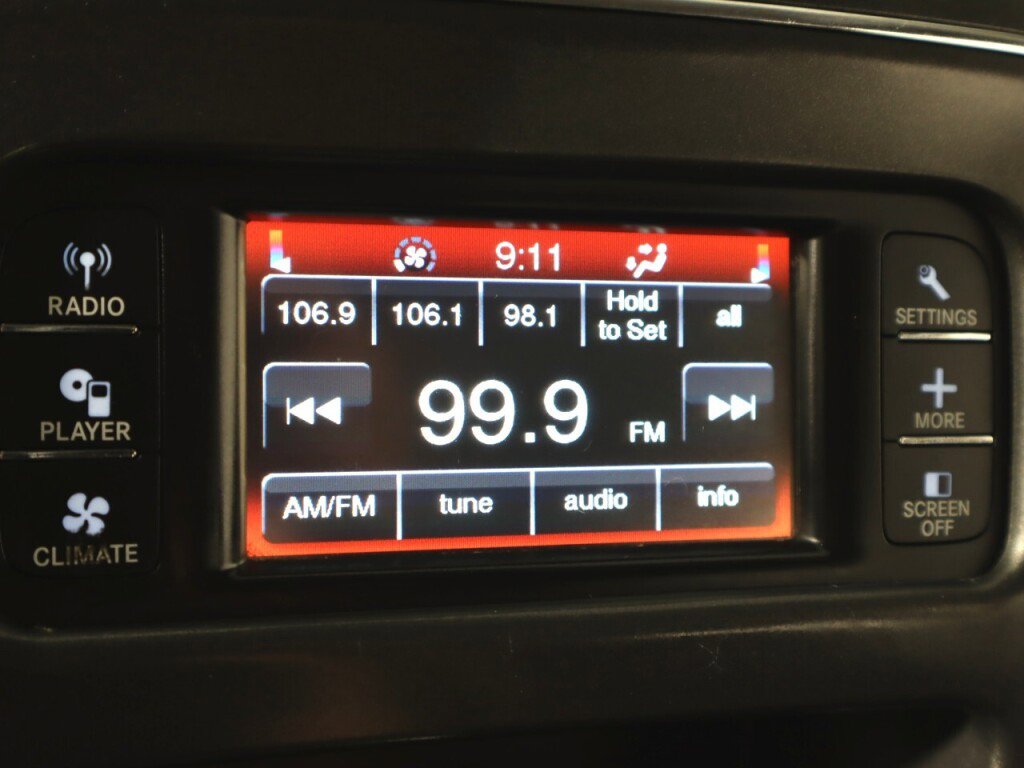 9:11
106.9
106.1
98.1
Hold
to Set
all
99.9 FM
AM/FM
tune
audio
info
RADIO
PLAYER
CLIMATE
SETTINGS
MORE
SCREEN
OFF